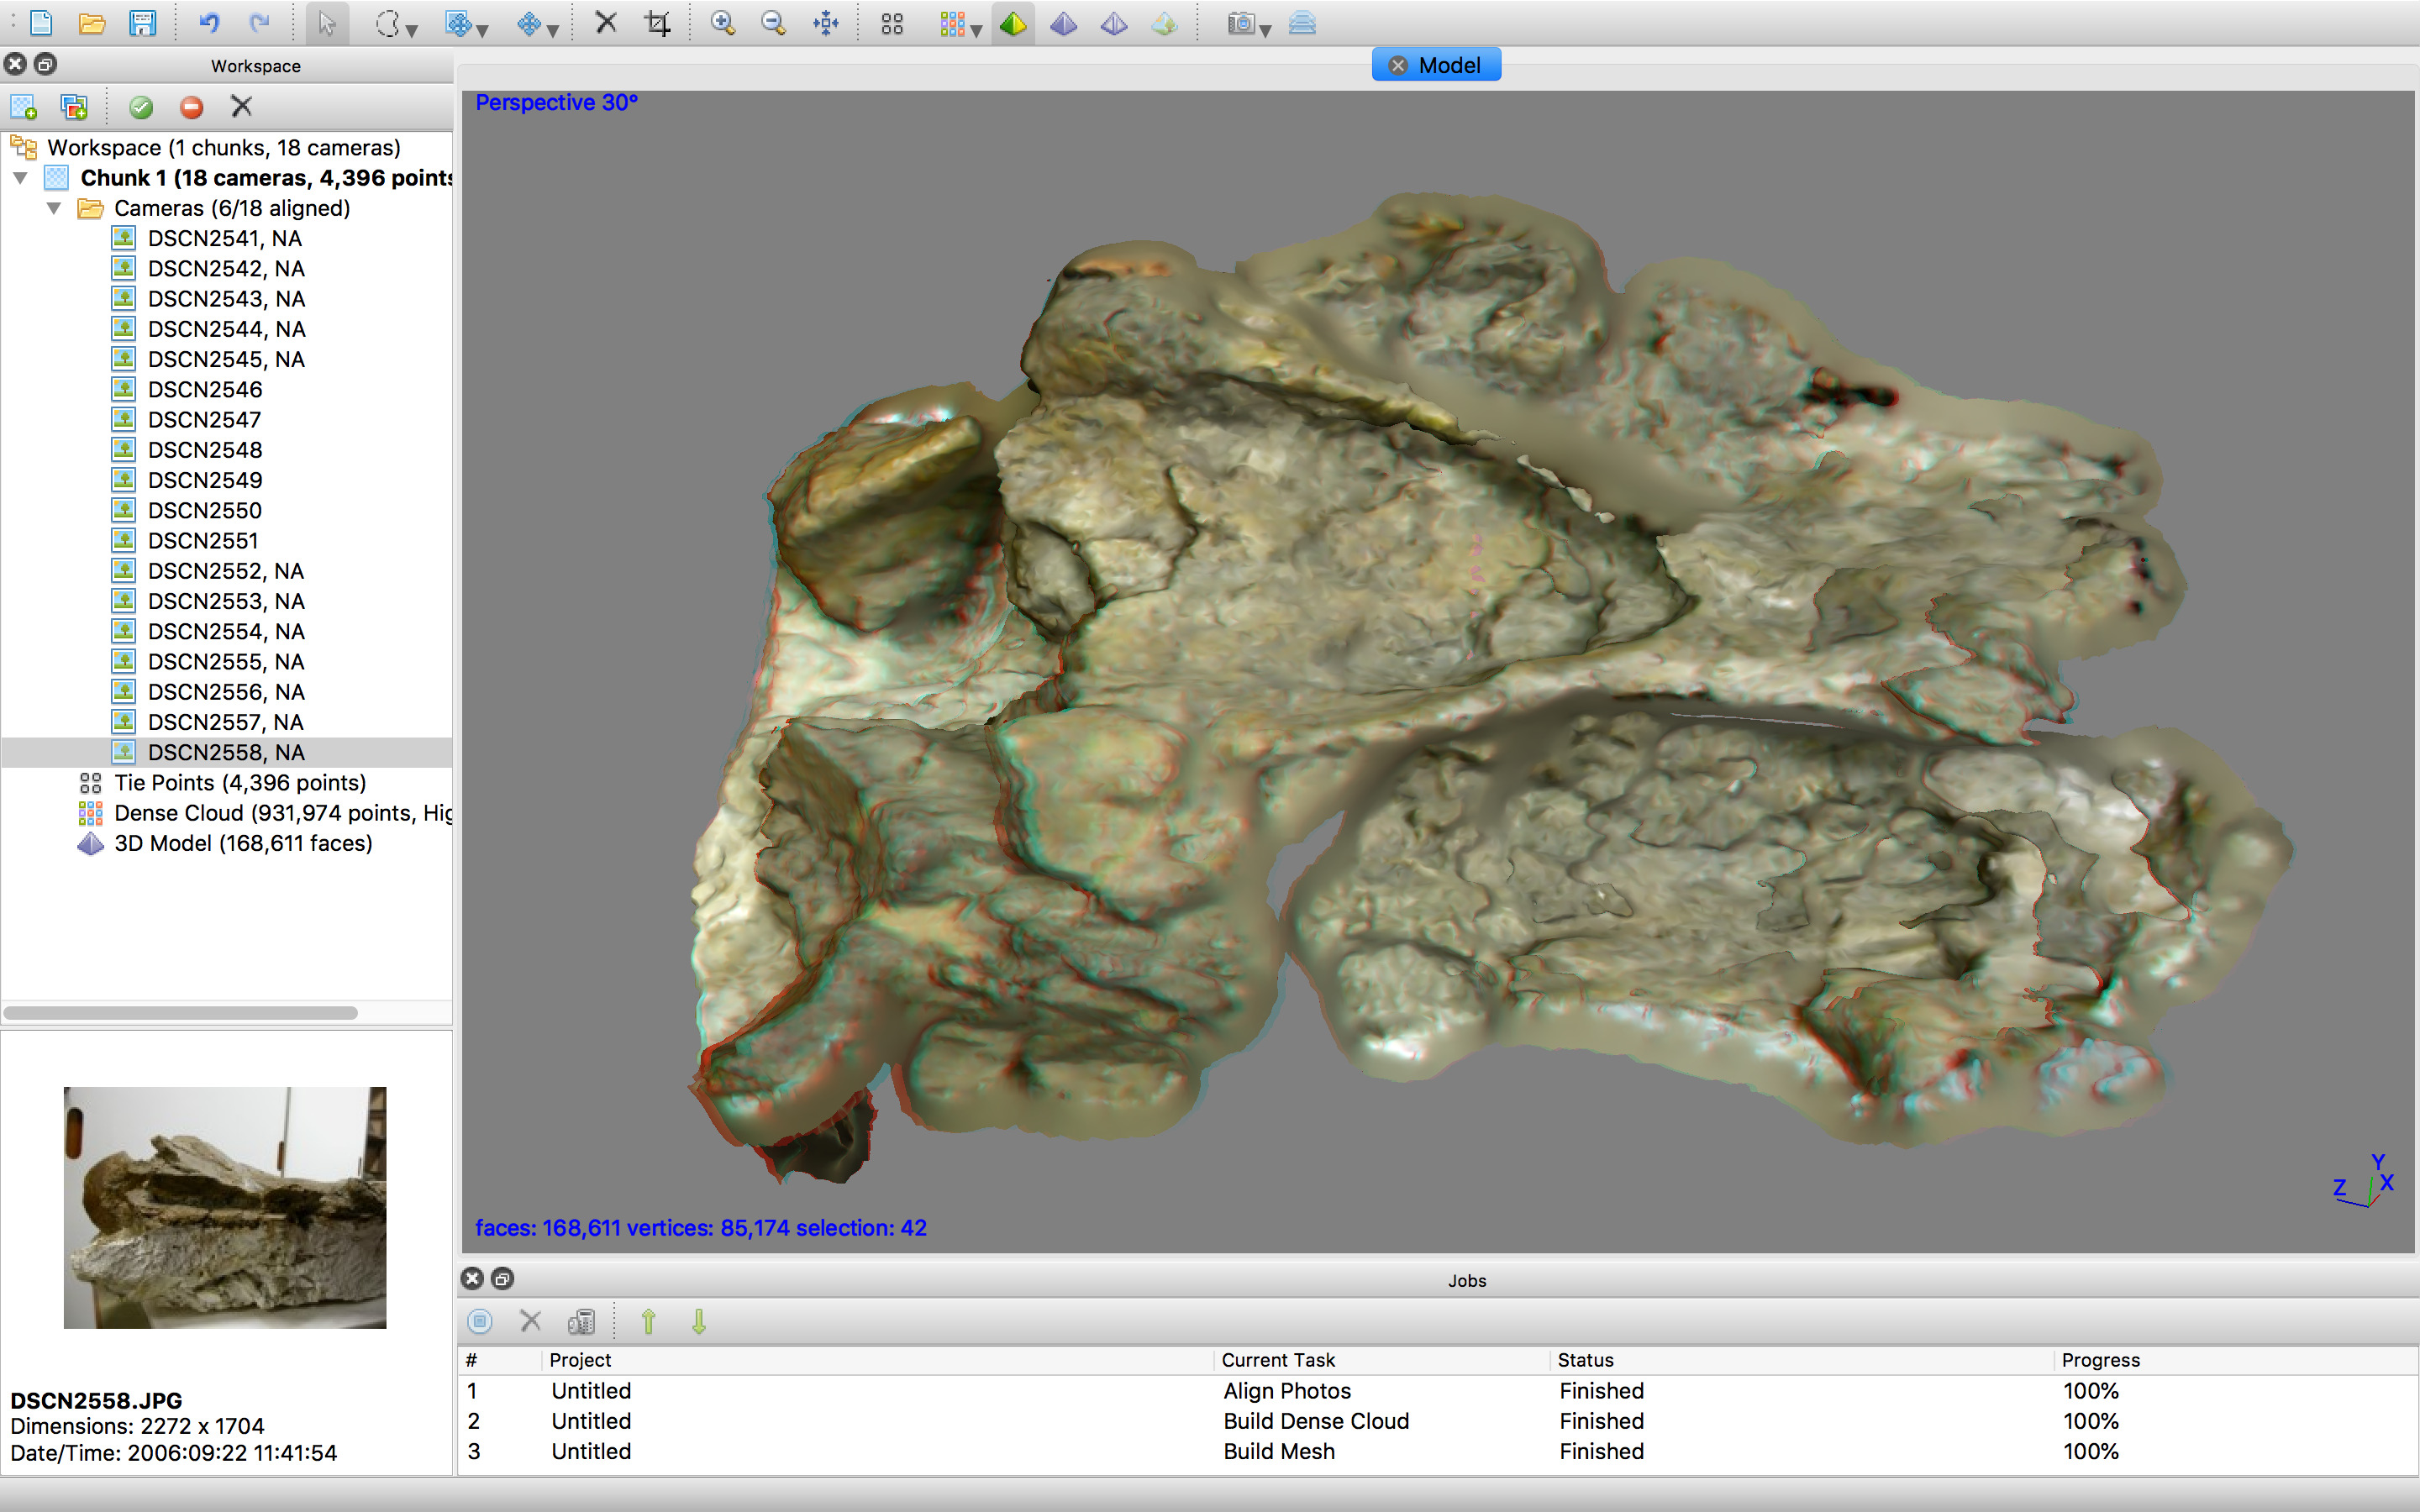 Workspace
Model
Workspace (1 chunks, 18 cameras)
Chunk 1 (18 cameras, 4,396 points
Cameras (6/18 aligned)
DSCN2541, NA
DSCN2542, NA
DSCN2543, NA
DSCN2544, NA
DSCN2545, NA
DSCN2546
DSCN2547
DSCN2548
DSCN2549
DSCN2550
DSCN2551
DSCN2552, NA
DSCN2553, NA
DSCN2554, NA
DSCN2555, NA
DSCN2556, NA
DSCN2557, NA
DSCN2558, NA
Tie Points (4,396 points)
Dense Cloud (931,974 points, Hig
3D Model (168,611 faces)
DSCN2558.JPG
Dimensions: 2272 x 1704
Date/Time: 2006:09:22 11:41:54
Perspective 30°
Y
Z X
faces: 168,611 vertices: 85,174 selection: 42
Jobs
# Project Current Task Status Progress
1 Untitled Align Photos Finished 100%
2 Untitled Build Dense Cloud Finished 100%
3 Untitled Build Mesh Finished 100%